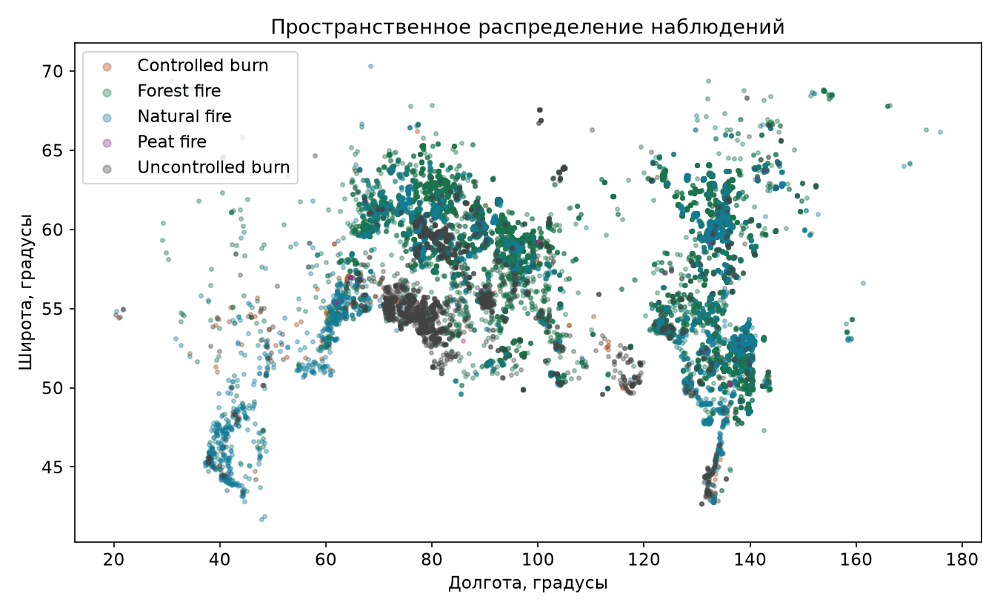 Пространственное распределение наблюдений
Controlled burn
Forest fire
Natural fire
Peat fire
Uncontrolled burn
70
65
60
55
50
45
Широта, градусы
20 40 60 80 100 120 140 160 180
Долгота, градусы